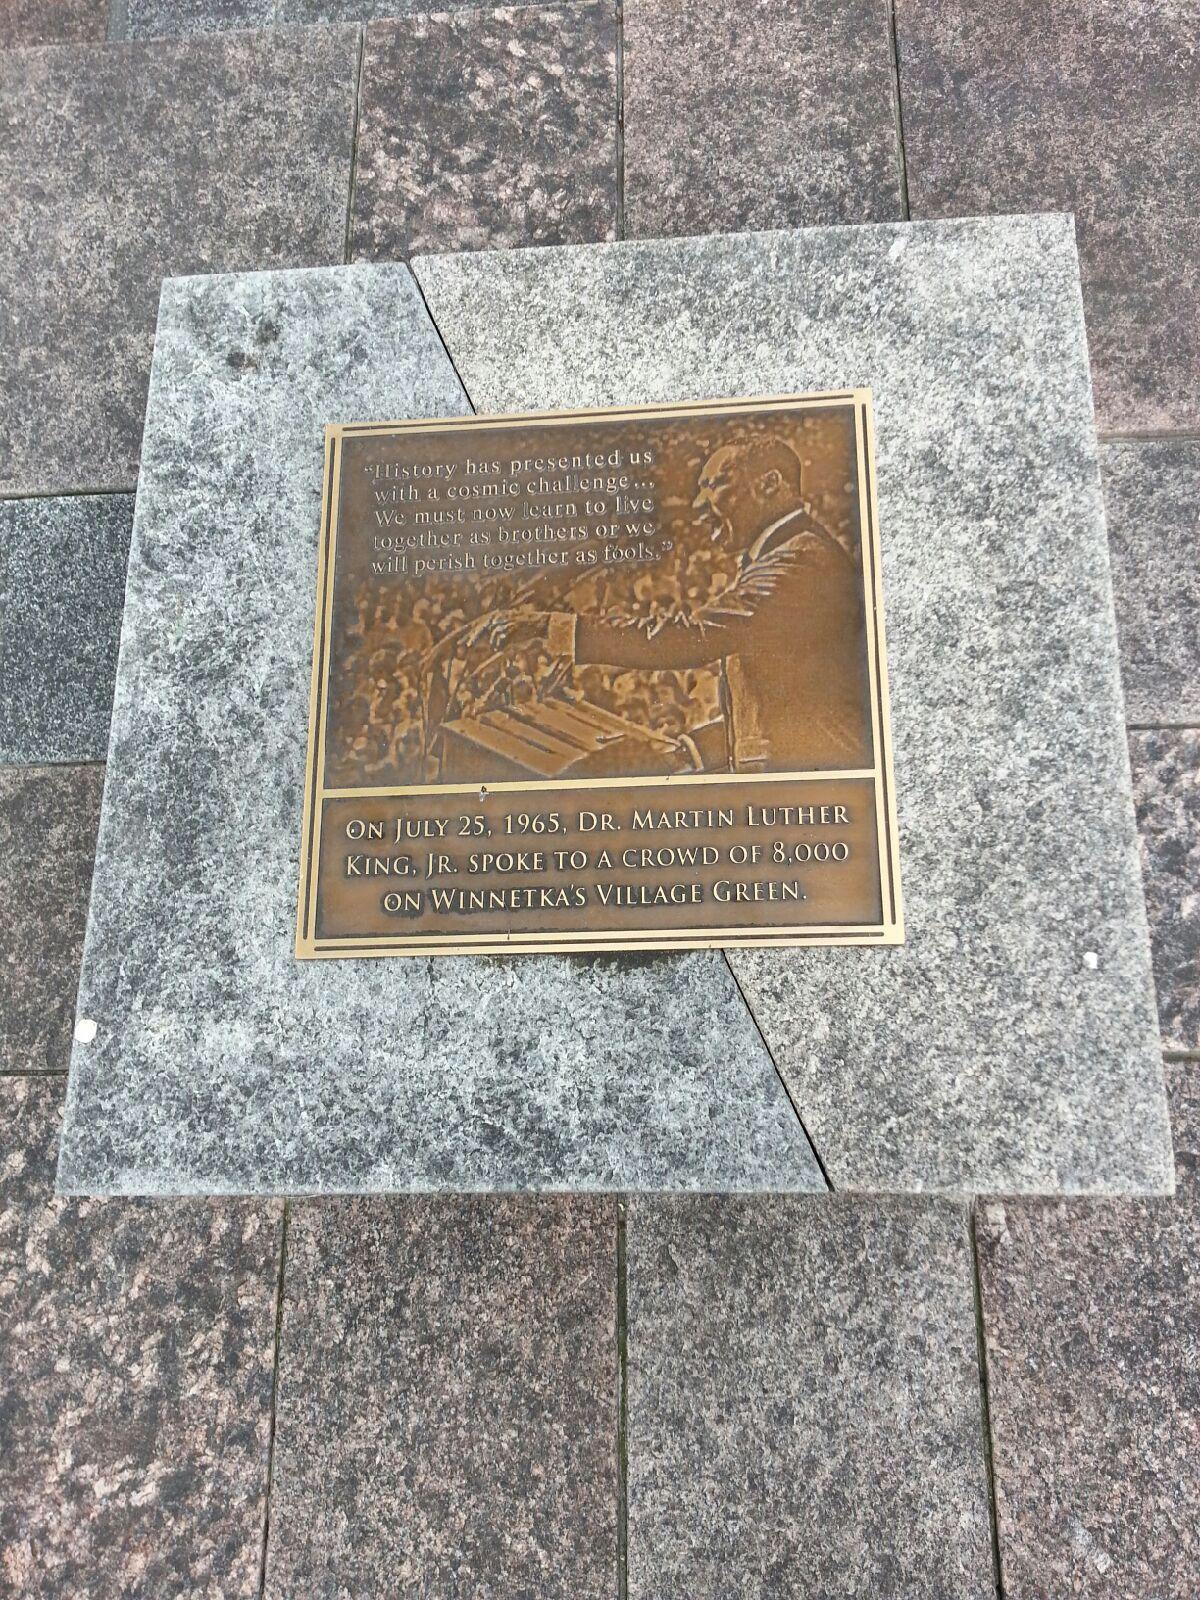 “History has presented us
with a cosmic challenge...
We must now learn to live
together as brothers or we
will perish together as fools.”
On July 25, 1965, Dr. Martin Luther
King, Jr. spoke to a crowd of 8,000
on Winnetka's Village Green.